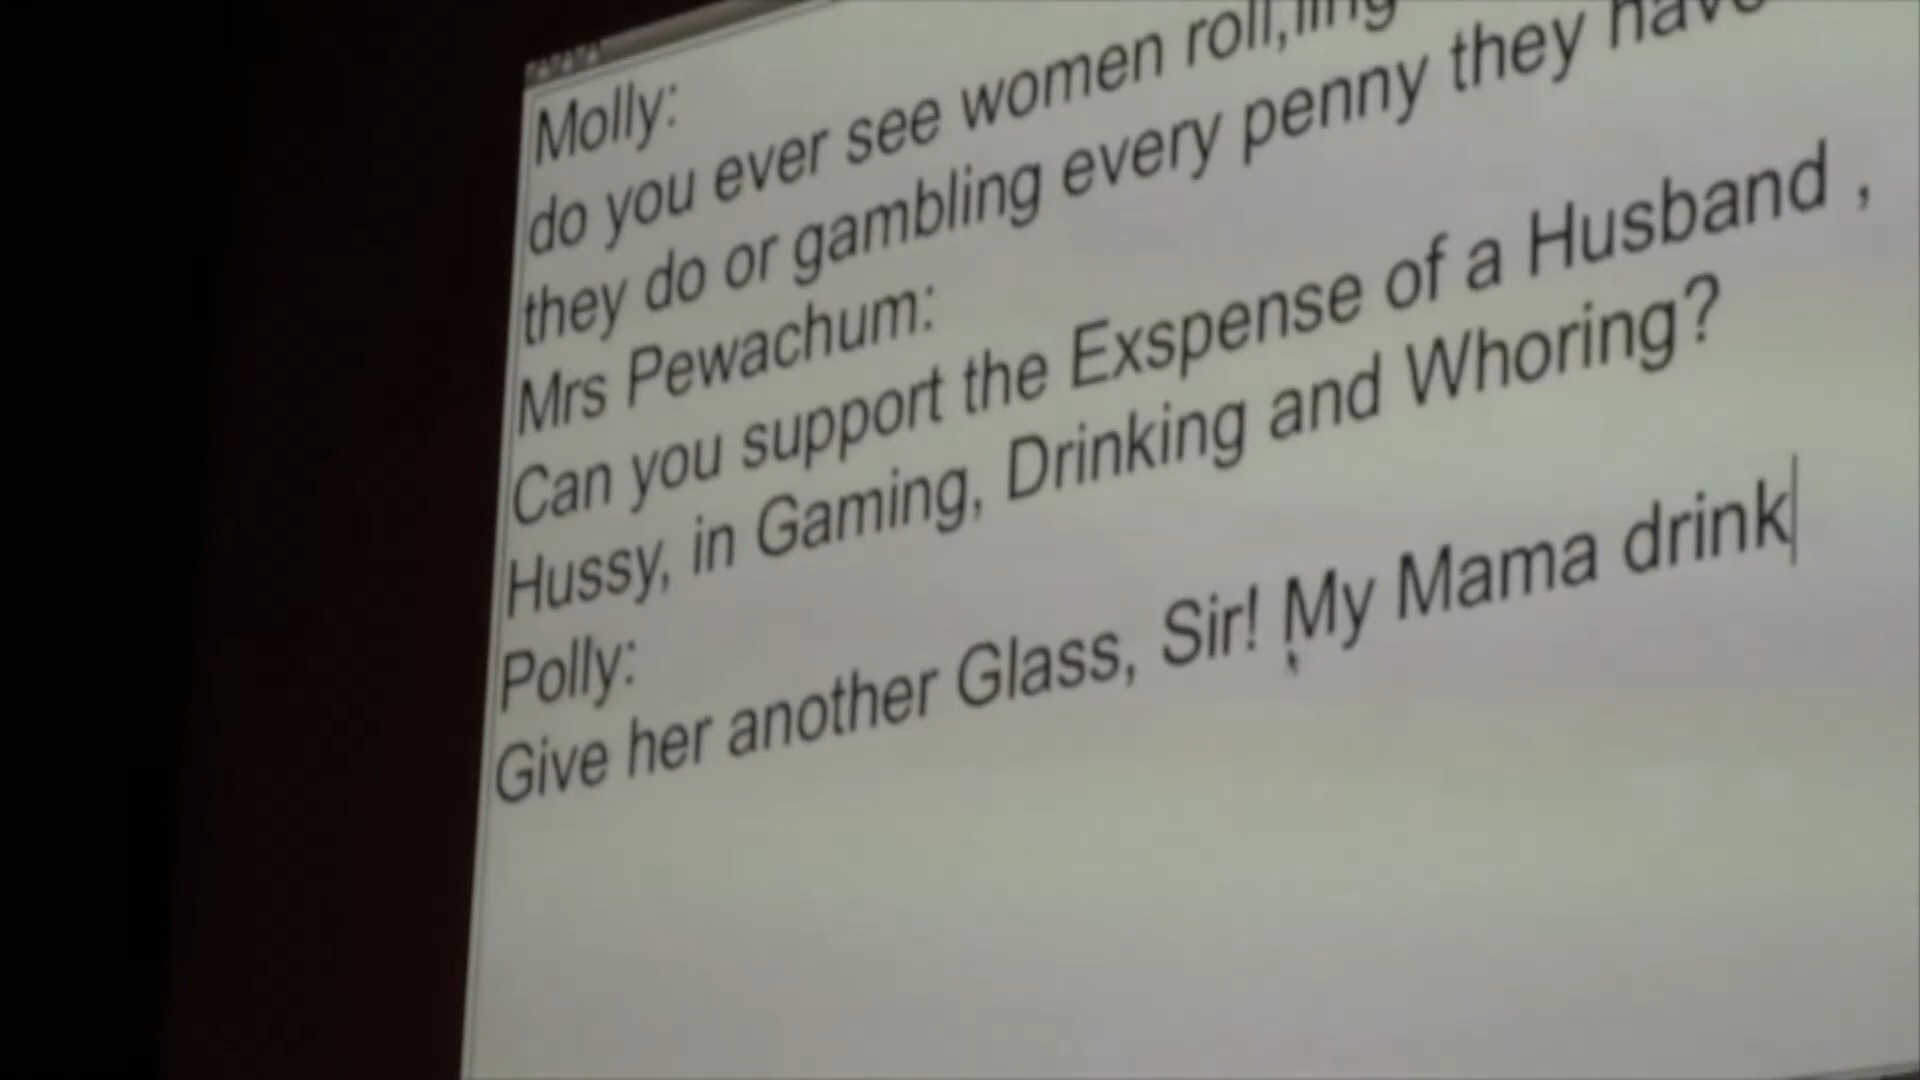 Molly:
do you ever see women roll,ling
they do or gambling every penny they have
Mrs Pewachum:
Can you support the Exspense of a Husband ,
Hussy, in Gaming, Drinking and Whoring?
Polly:
Give her another Glass, Sir! My Mama drink